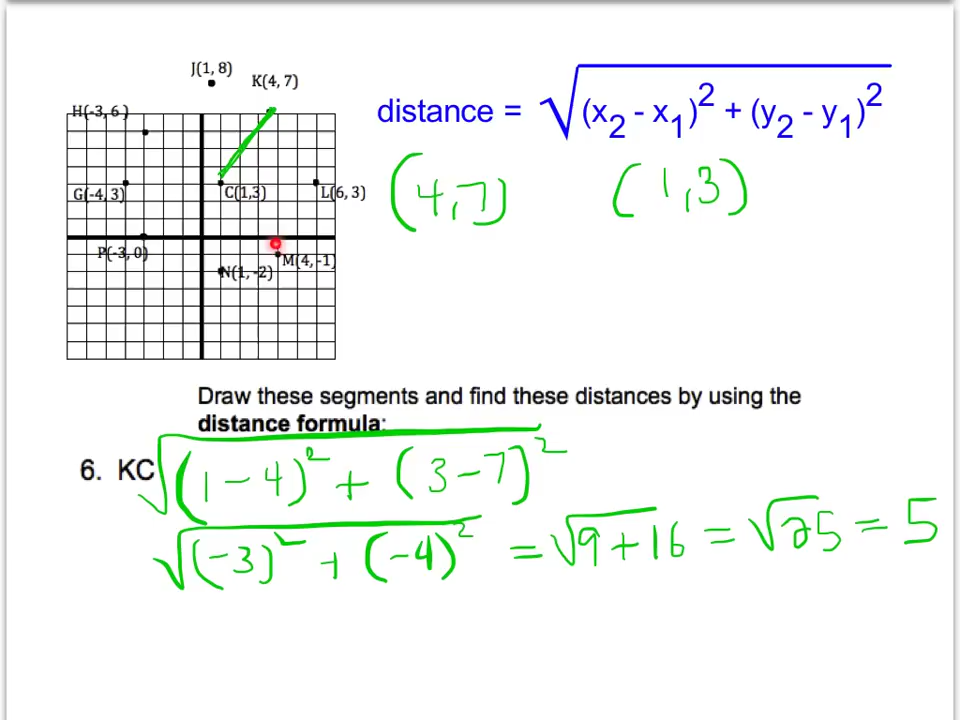 J(1, 8)
K(4, 7)
H(-3, 6 )
distance = √(x₂ - x₁)² + (y₂ - y₁)²
G(-4, 3)
C(1,3)
L(6, 3)
(4,7) (1,3)
P(-3, 0)
M(4, -1)
N(1, -2)
Draw these segments and find these distances by using the
distance formula:
6. KC √(1-4)² + (3-7)²
√(-3)² + (-4)² = √9+16 = √25 = 5